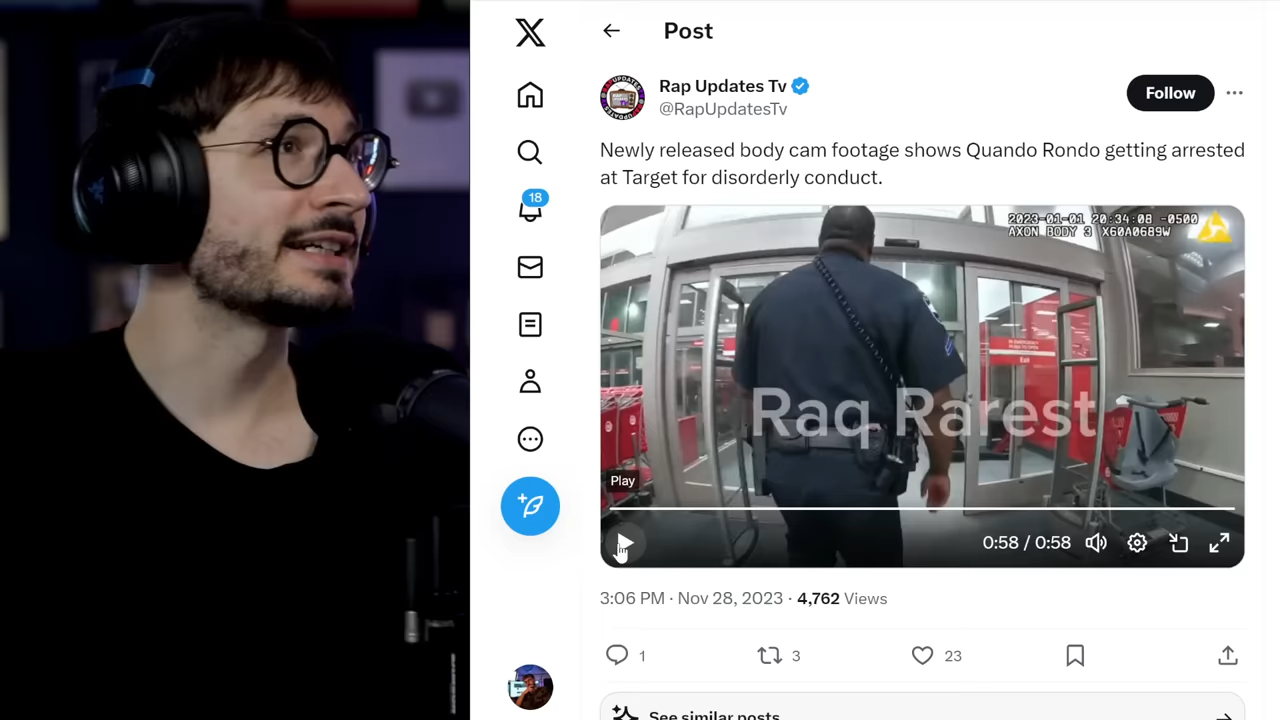 Post
Rap Updates Tv
@RapUpdatesTv
Follow
Newly released body cam footage shows Quando Rondo getting arrested
at Target for disorderly conduct.
18
2023-01-01 20:34:08 -0500
AXON BODY 3 X60A0689W
Exit
Raq Rarest
Play
0:58 / 0:58
3:06 PM · Nov 28, 2023 · 4,762 Views
1
3
23
See similar posts